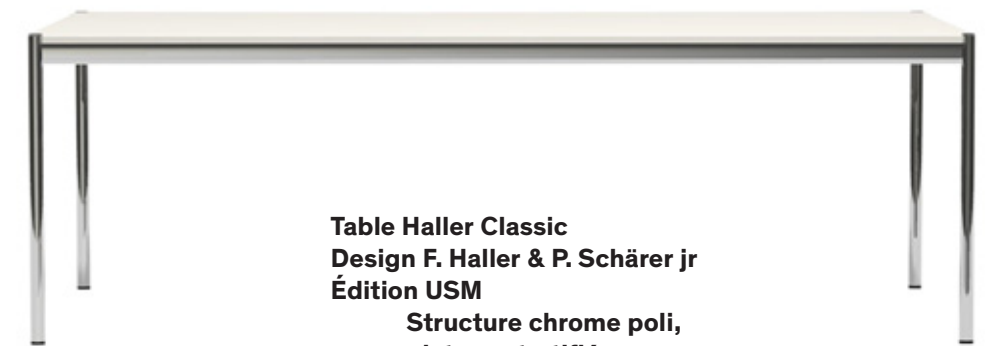 Table Haller Classic
Design F. Haller & P. Schärer jr
Édition USM
Structure chrome poli,